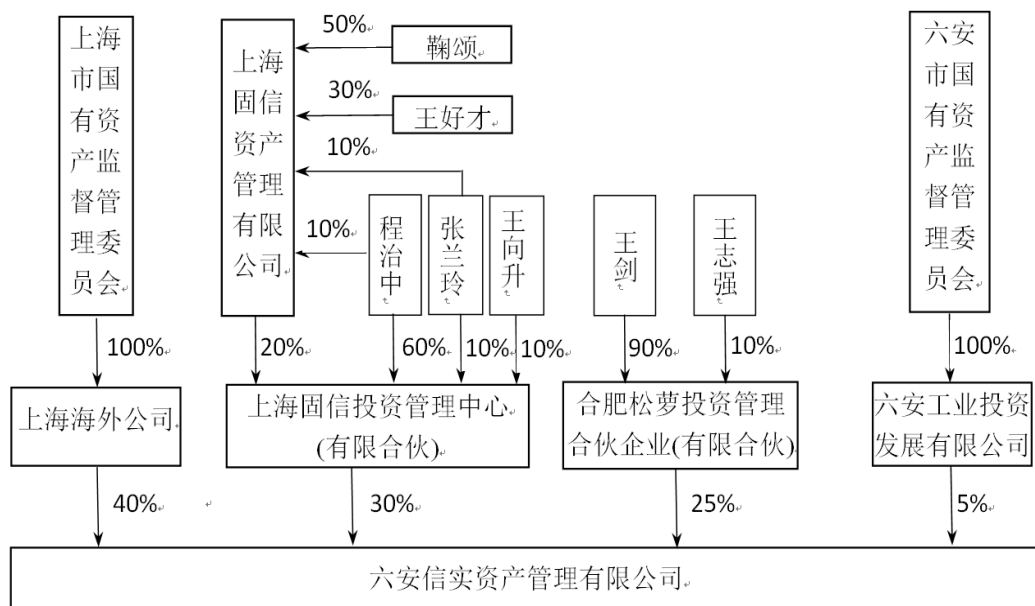 上海
市国
有资
产监
督管
理委
员会
上海
固信
资产
管理
有限
公司
50%
鞠颂
30%
王好才
10%
10%
程治中
张兰玲
王向升
王剑
王志强
六安
市国
有资
产监
督管
理委
员会
100%
20%
60%
10%
10%
90%
10%
100%
上海海外公司
上海固信投资管理中心
(有限合伙)
合肥松萝投资管理
合伙企业(有限合伙)
六安工业投资
发展有限公司
40%
30%
25%
5%
六安信实资产管理有限公司